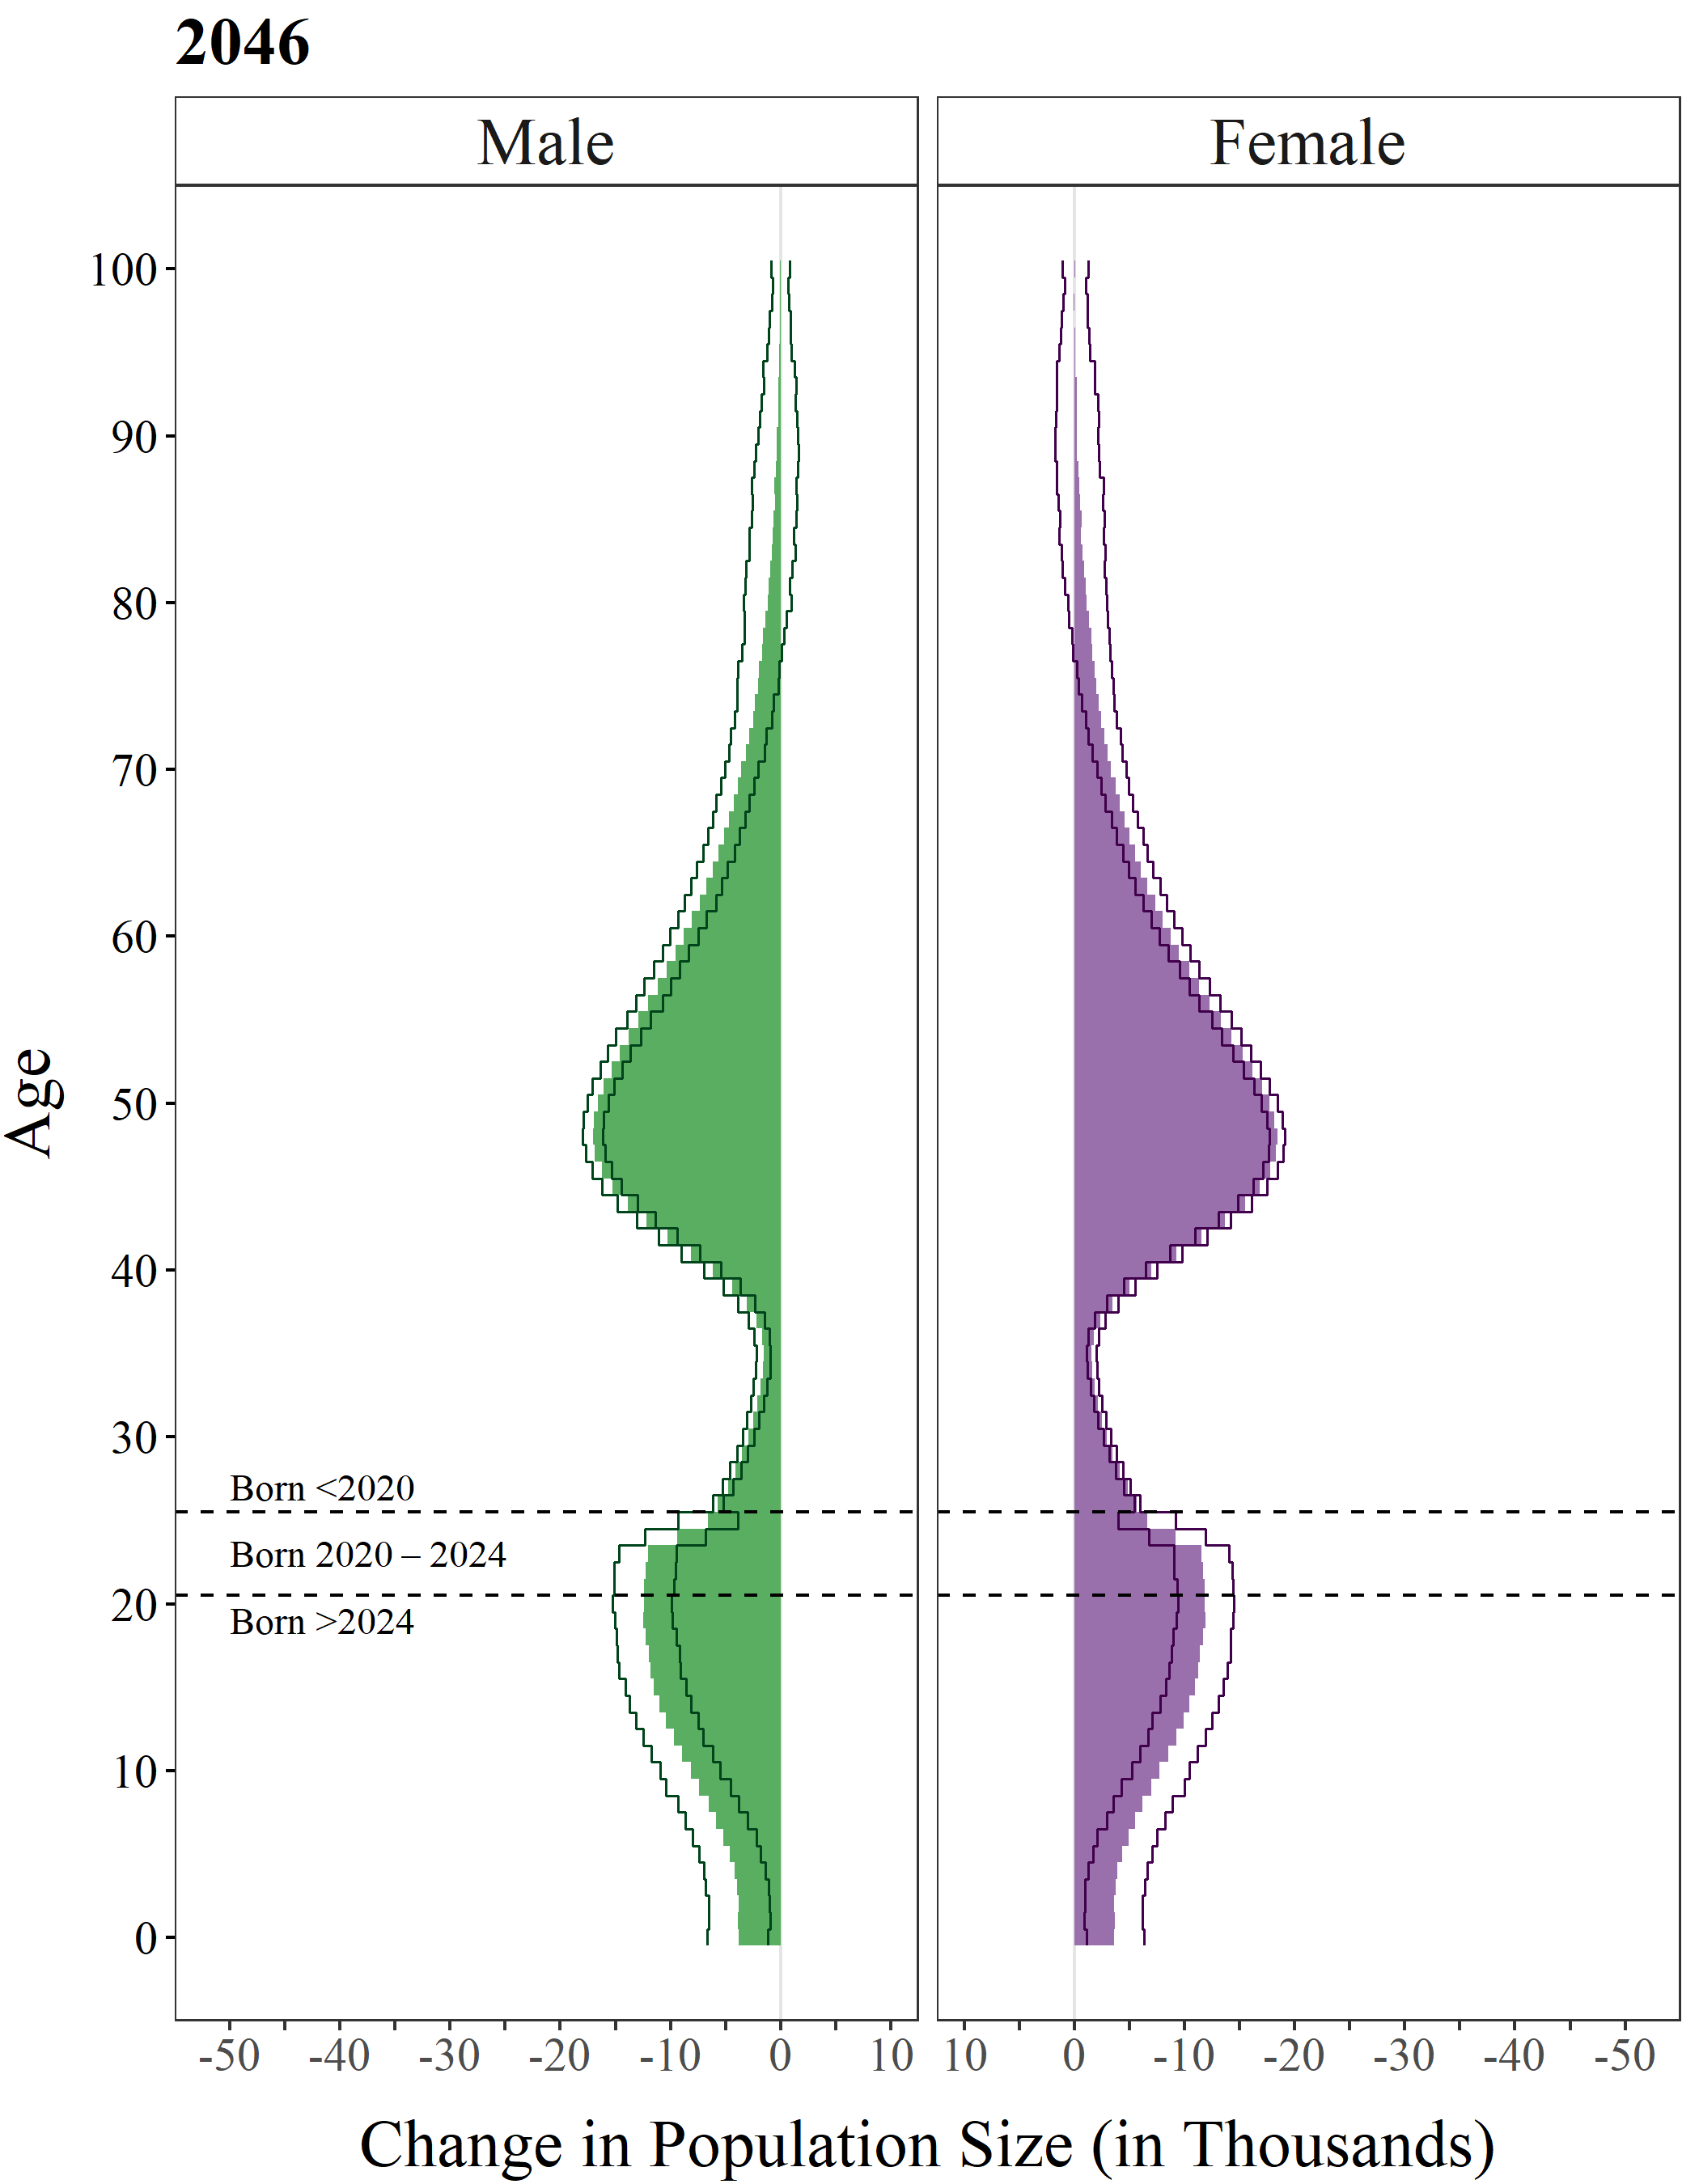 2046
Male
Female
100
90
80
70
60
50
40
30
20
10
0
Age
Born <2020
Born 2020 – 2024
Born >2024
-50 -40 -30 -20 -10 0 10 10 0 -10 -20 -30 -40 -50
Change in Population Size (in Thousands)